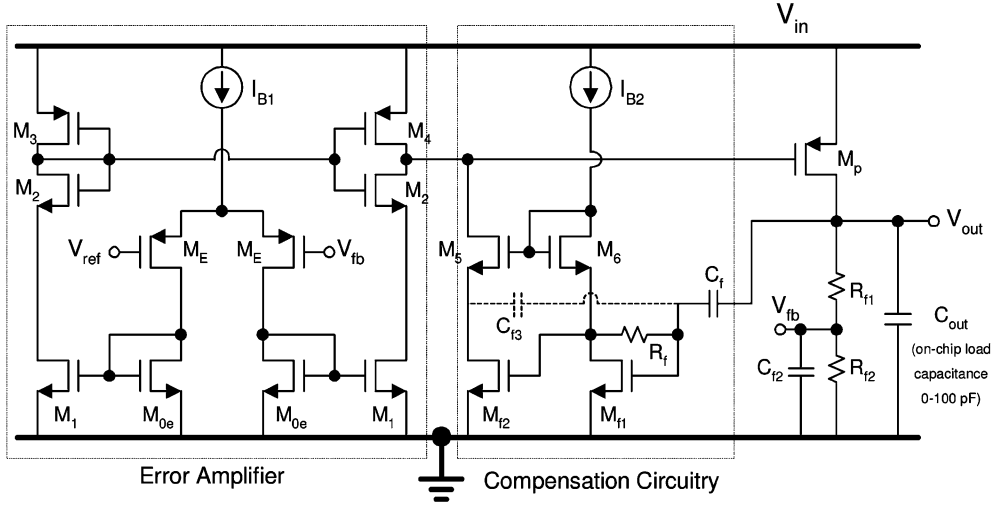 V_in
I_B1
I_B2
M_3
M_4
M_p
M_2
M_2
V_ref
M_E
M_E
V_fb
M_5
M_6
V_out
C_f
R_f1
C_f3
V_fb
C_out
R_f
(on-chip load
capacitance
0-100 pF)
C_f2
R_f2
M_1
M_0e
M_0e
M_1
M_f2
M_f1
Error Amplifier
Compensation Circuitry